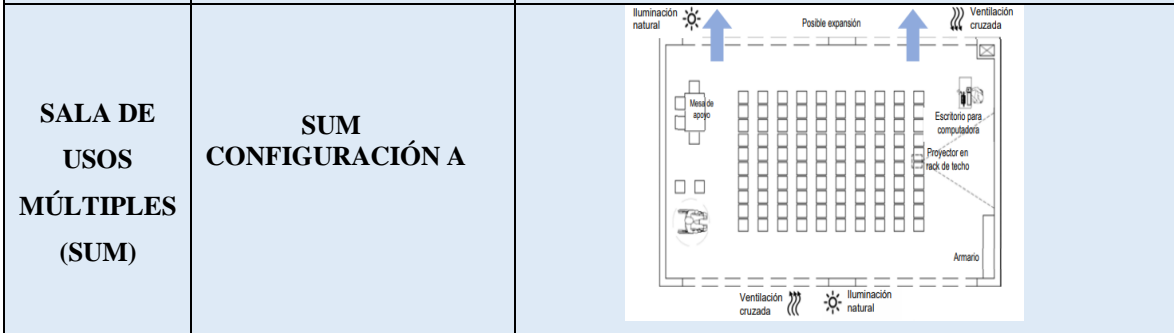 SALA DE
USOS
MÚLTIPLES
(SUM)
SUM
CONFIGURACIÓN A
Iluminación
natural
Posible expansión
Ventilación
cruzada
Mesa de
apoyo
Escritorio para
computadora
Proyector en
rack de techo
Armario
Ventilación
cruzada
Iluminación
natural